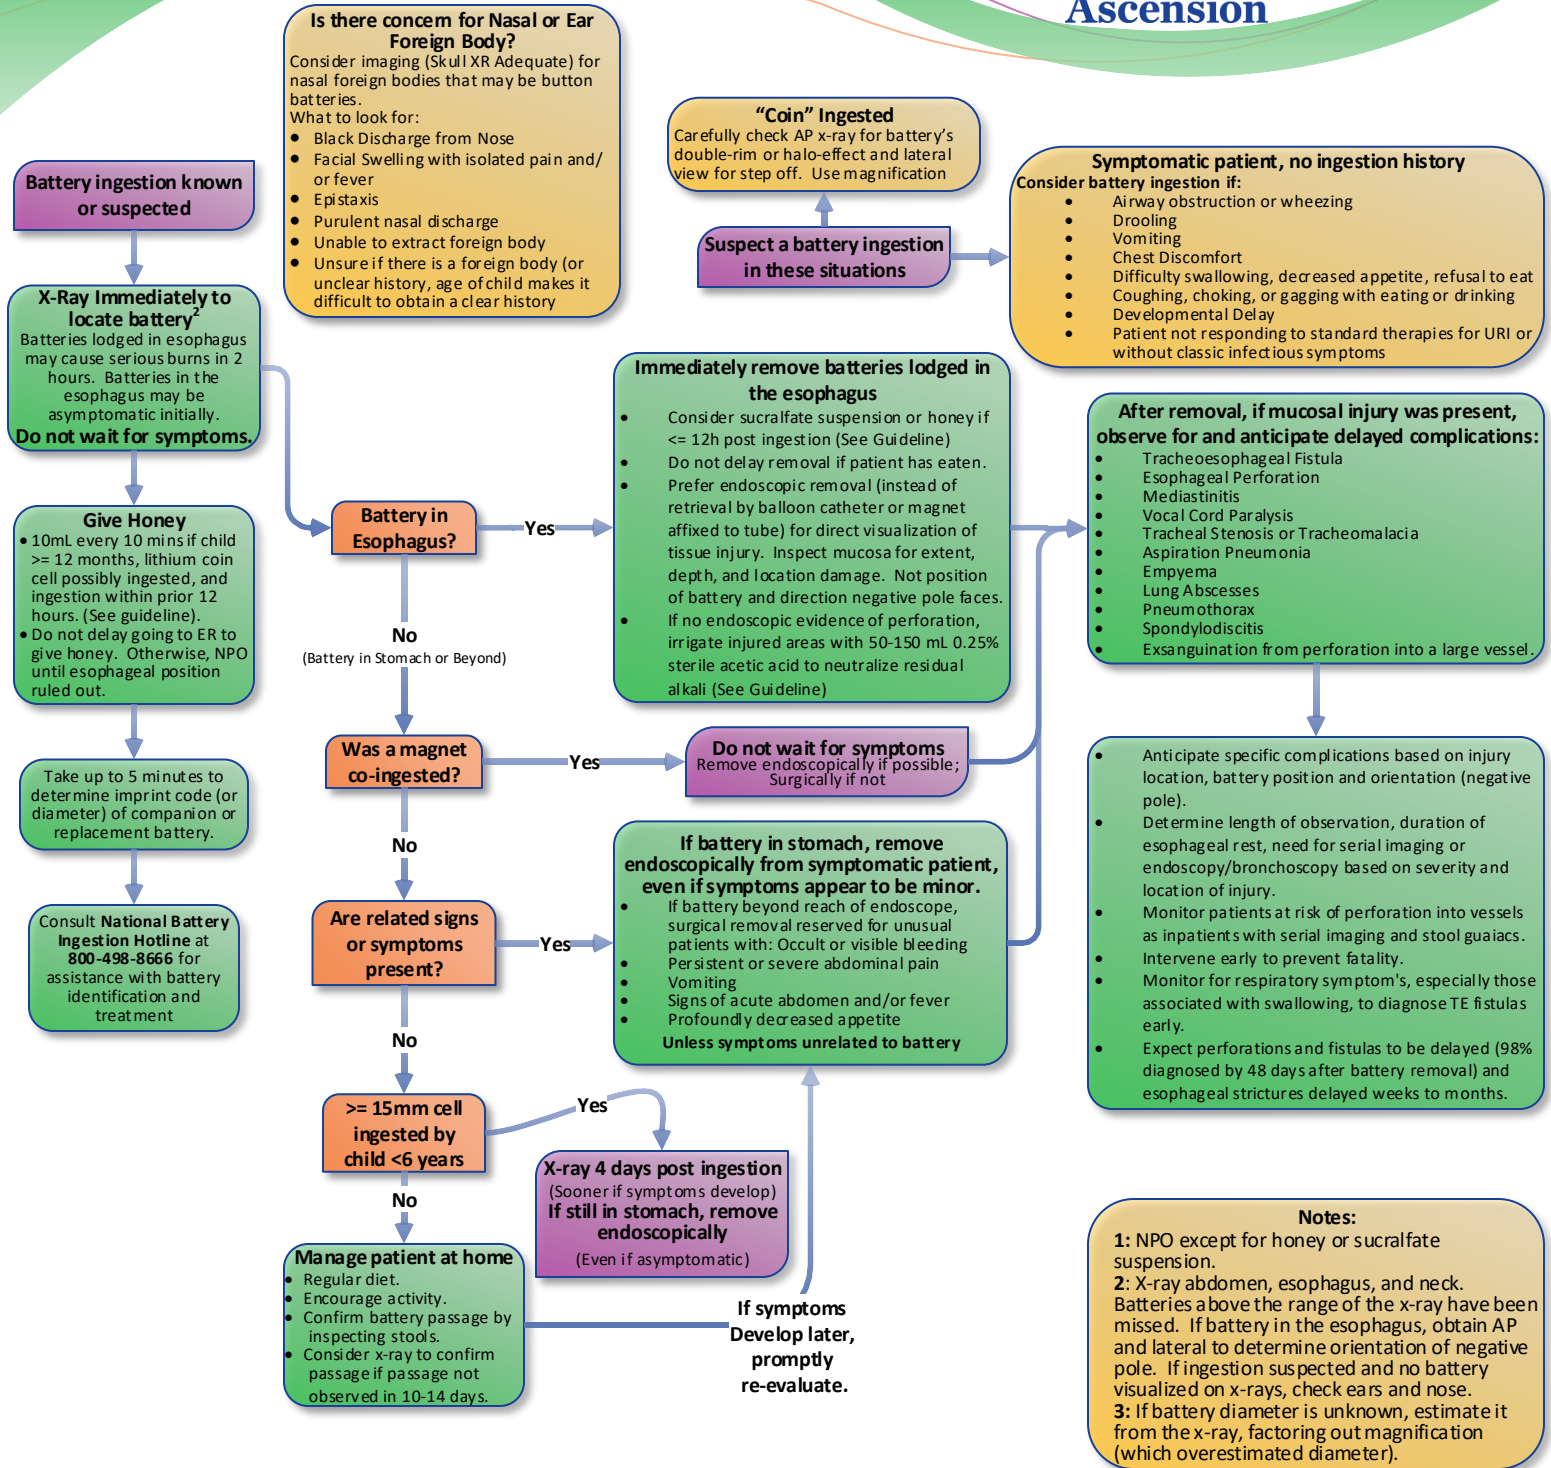 Ascension
Is there concern for Nasal or Ear
Foreign Body?
Consider imaging (Skull XR Adequate) for
nasal foreign bodies that may be button
batteries.
What to look for:
• Black Discharge from Nose
• Facial Swelling with isolated pain and/
or fever
• Epistaxis
• Purulent nasal discharge
• Unable to extract foreign body
• Unsure if there is a foreign body (or
unclear history, age of child makes it
difficult to obtain a clear history
"Coin" Ingested
Carefully check AP x-ray for battery's
double-rim or halo-effect and lateral
view for step off. Use magnification
Suspect a battery ingestion
in these situations
Symptomatic patient, no ingestion history
Consider battery ingestion if:
• Airway obstruction or wheezing
• Drooling
• Vomiting
• Chest Discomfort
• Difficulty swallowing, decreased appetite, refusal to eat
• Coughing, choking, or gagging with eating or drinking
• Developmental Delay
• Patient not responding to standard therapies for URI or
without classic infectious symptoms
Battery ingestion known
or suspected
X-Ray Immediately to
locate battery2
Batteries lodged in esophagus
may cause serious burns in 2
hours. Batteries in the
esophagus may be
asymptomatic initially.
Do not wait for symptoms.
Give Honey
• 10mL every 10 mins if child
>= 12 months, lithium coin
cell possibly ingested, and
ingestion within prior 12
hours. (See guideline).
• Do not delay going to ER to
give honey. Otherwise, NPO
until esophageal position
ruled out.
Take up to 5 minutes to
determine imprint code (or
diameter) of companion or
replacement battery.
Consult National Battery
Ingestion Hotline at
800-498-8666 for
assistance with battery
identification and
treatment
Battery in
Esophagus?
Yes
No
(Battery in Stomach or Beyond)
Immediately remove batteries lodged in
the esophagus
• Consider sucralfate suspension or honey if
<= 12h post ingestion (See Guideline)
• Do not delay removal if patient has eaten.
• Prefer endoscopic removal (instead of
retrieval by balloon catheter or magnet
affixed to tube) for direct visualization of
tissue injury. Inspect mucosa for extent,
depth, and location damage. Not position
of battery and direction negative pole faces.
• If no endoscopic evidence of perforation,
irrigate injured areas with 50-150 mL 0.25%
sterile acetic acid to neutralize residual
alkali (See Guideline)
Was a magnet
co-ingested?
Yes
No
Do not wait for symptoms
Remove endoscopically if possible;
Surgically if not
Are related signs
or symptoms
present?
Yes
No
If battery in stomach, remove
endoscopically from symptomatic patient,
even if symptoms appear to be minor.
• If battery beyond reach of endoscope,
surgical removal reserved for unusual
patients with: Occult or visible bleeding
• Persistent or severe abdominal pain
• Vomiting
• Signs of acute abdomen and/or fever
• Profoundly decreased appetite
Unless symptoms unrelated to battery
>= 15mm cell
ingested by
child <6 years
Yes
No
X-ray 4 days post ingestion
(Sooner if symptoms develop)
If still in stomach, remove
endoscopically
(Even if asymptomatic)
Manage patient at home
• Regular diet.
• Encourage activity.
• Confirm battery passage by
inspecting stools.
• Consider x-ray to confirm
passage if passage not
observed in 10-14 days.
If symptoms
Develop later,
promptly
re-evaluate.
After removal, if mucosal injury was present,
observe for and anticipate delayed complications:
• Tracheoesophageal Fistula
• Esophageal Perforation
• Mediastinitis
• Vocal Cord Paralysis
• Tracheal Stenosis or Tracheomalacia
• Aspiration Pneumonia
• Empyema
• Lung Abscesses
• Pneumothorax
• Spondylodiscitis
• Exsanguination from perforation into a large vessel.
• Anticipate specific complications based on injury
location, battery position and orientation (negative
pole).
• Determine length of observation, duration of
esophageal rest, need for serial imaging or
endoscopy/bronchoscopy based on severity and
location of injury.
• Monitor patients at risk of perforation into vessels
as inpatients with serial imaging and stool guaiacs.
• Intervene early to prevent fatality.
• Monitor for respiratory symptom's, especially those
associated with swallowing, to diagnose TE fistulas
early.
• Expect perforations and fistulas to be delayed (98%
diagnosed by 48 days after battery removal) and
esophageal strictures delayed weeks to months.
Notes:
1: NPO except for honey or sucralfate
suspension.
2: X-ray abdomen, esophagus, and neck.
Batteries above the range of the x-ray have been
missed. If battery in the esophagus, obtain AP
and lateral to determine orientation of negative
pole. If ingestion suspected and no battery
visualized on x-rays, check ears and nose.
3: If battery diameter is unknown, estimate it
from the x-ray, factoring out magnification
(which overestimated diameter).